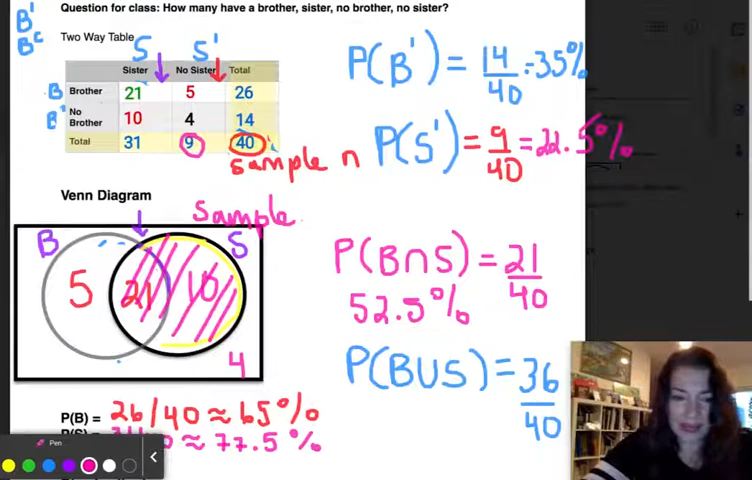 Question for class: How many have a brother, sister, no brother, no sister?
B'
Bᶜ
Two Way Table
S S'
Sister No Sister Total
B Brother 21 5 26
B' No Brother 10 4 14
Total 31 9 40
sample n
P(B') = 14/40 = 35%
P(S') = 9/40 = 22.5%
Venn Diagram
sample
B S
5 21 10
4
P(B∩S) = 21/40
52.5%
P(BUS) = 36/40
P(B) = 26/40 ≈ 65%
≈ 77.5%
Pen